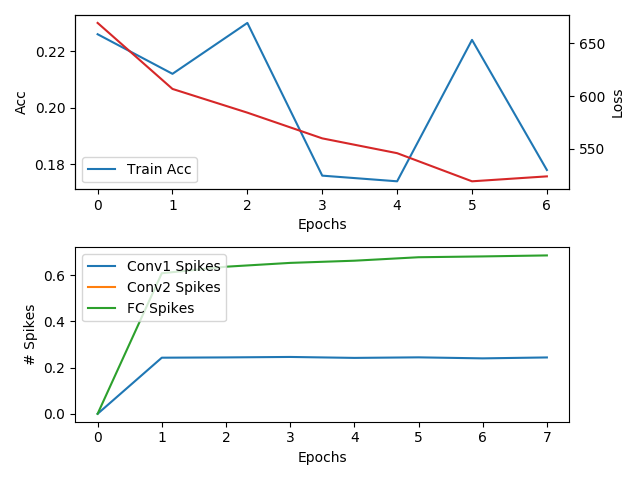 0.22
0.20
0.18
Acc
650
600
550
Loss
Train Acc
0 1 2 3 4 5 6
Epochs
0.6
0.4
0.2
0.0
# Spikes
Conv1 Spikes
Conv2 Spikes
FC Spikes
0 1 2 3 4 5 6 7
Epochs